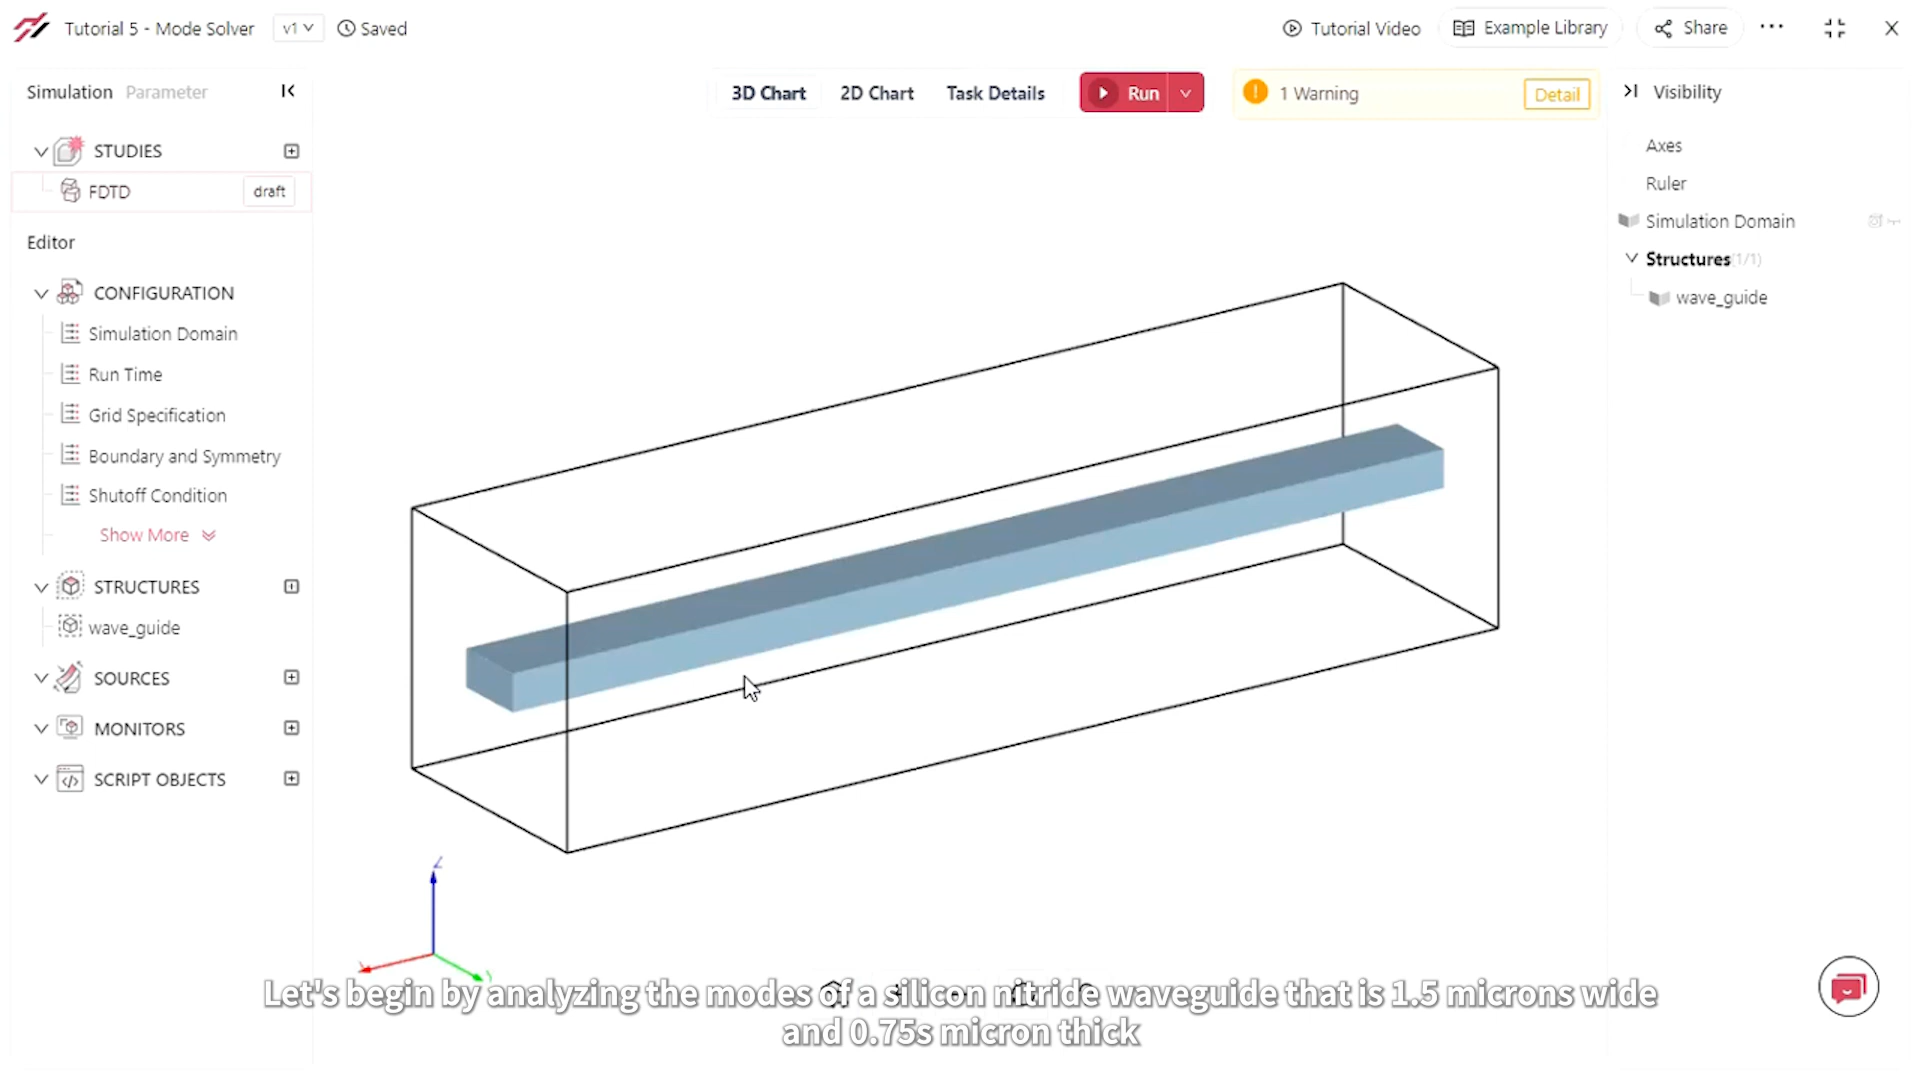 Tutorial 5 - Mode Solver
v1
Saved
Tutorial Video
Example Library
Share
Simulation
Parameter
3D Chart
2D Chart
Task Details
Run
1 Warning
Detail
Visibility
STUDIES
FDTD
draft
Editor
CONFIGURATION
Simulation Domain
Run Time
Grid Specification
Boundary and Symmetry
Shutoff Condition
Show More
STRUCTURES
wave_guide
SOURCES
MONITORS
SCRIPT OBJECTS
Axes
Ruler
Simulation Domain
Structures(1/1)
wave_guide
Let's begin by analyzing the modes of a silicon nitride waveguide that is 1.5 microns wide
and 0.75s micron thick